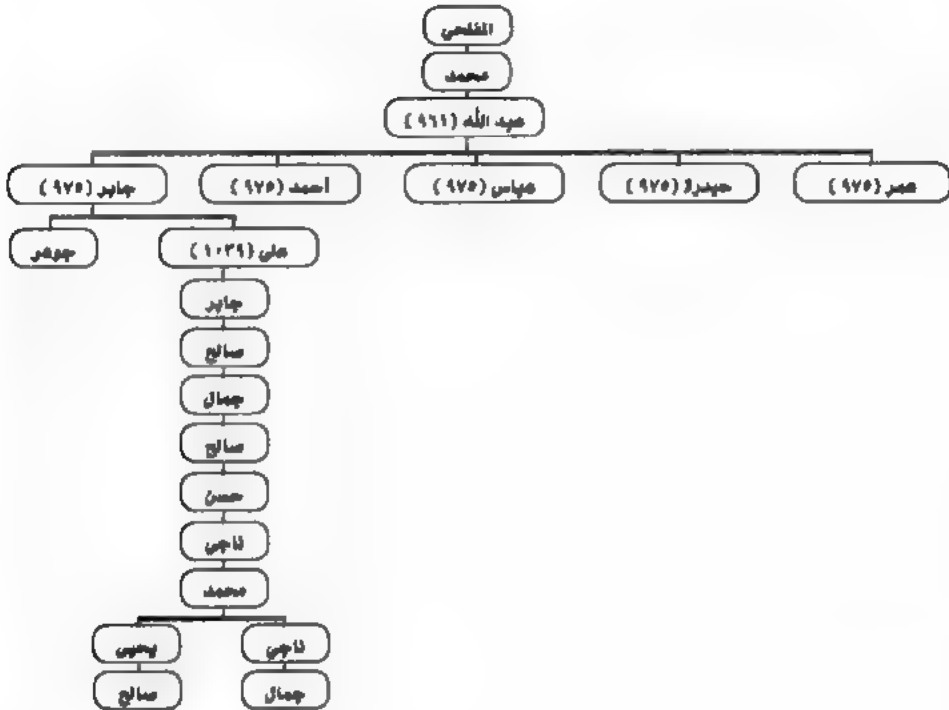 المفلحي
محمد
عبد الله (٩٦١)
عمر (٩٧٥) حيدرة (٩٧٥) عباس (٩٧٥) أحمد (٩٧٥) جابر (٩٧٥)
علي (١٠٣٩) جوهر
جابر
صالح
جمال
صالح
حسن
ناجي
محمد
ناجي يحيى
جمال صالح